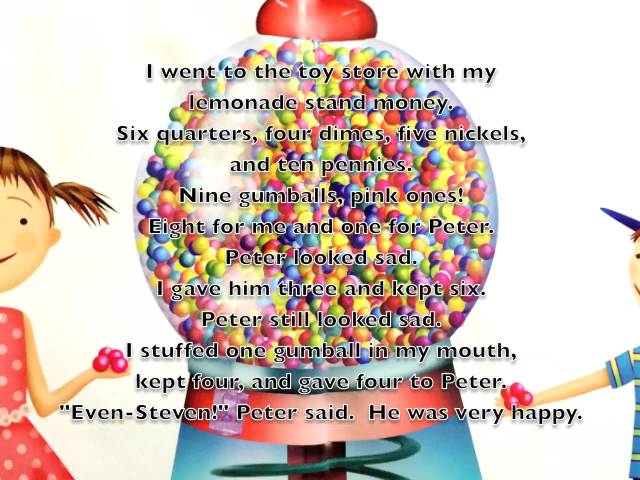 I went to the toy store with my
lemonade stand money.
Six quarters, four dimes, five nickels,
and ten pennies.
Nine gumballs, pink ones!
Eight for me and one for Peter.
Peter looked sad.
I gave him three and kept six.
Peter still looked sad.
I stuffed one gumball in my mouth,
kept four, and gave four to Peter.
"Even-Steven!" Peter said.  He was very happy.